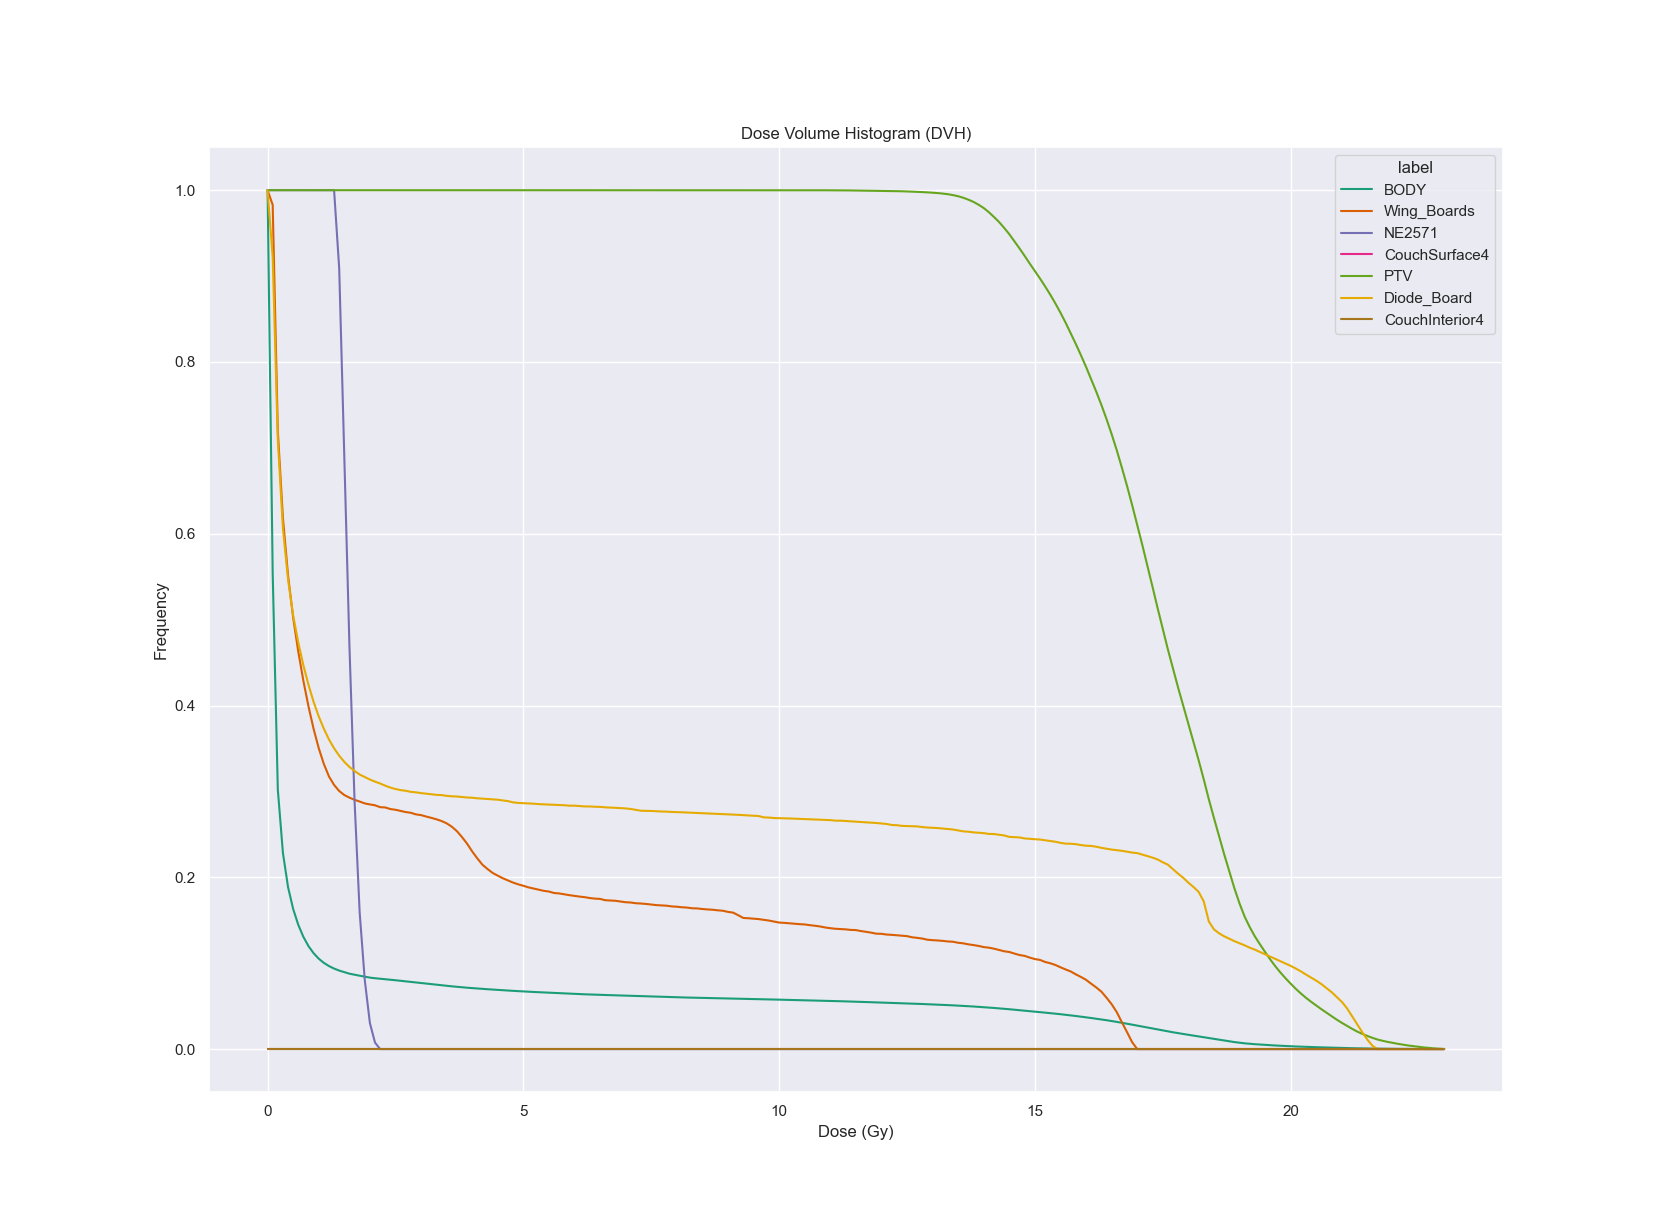 Dose Volume Histogram (DVH)
label
BODY
Wing_Boards
NE2571
CouchSurface4
PTV
Diode_Board
CouchInterior4
1.0
0.8
0.6
0.4
0.2
0.0
Frequency
0 5 10 15 20
Dose (Gy)